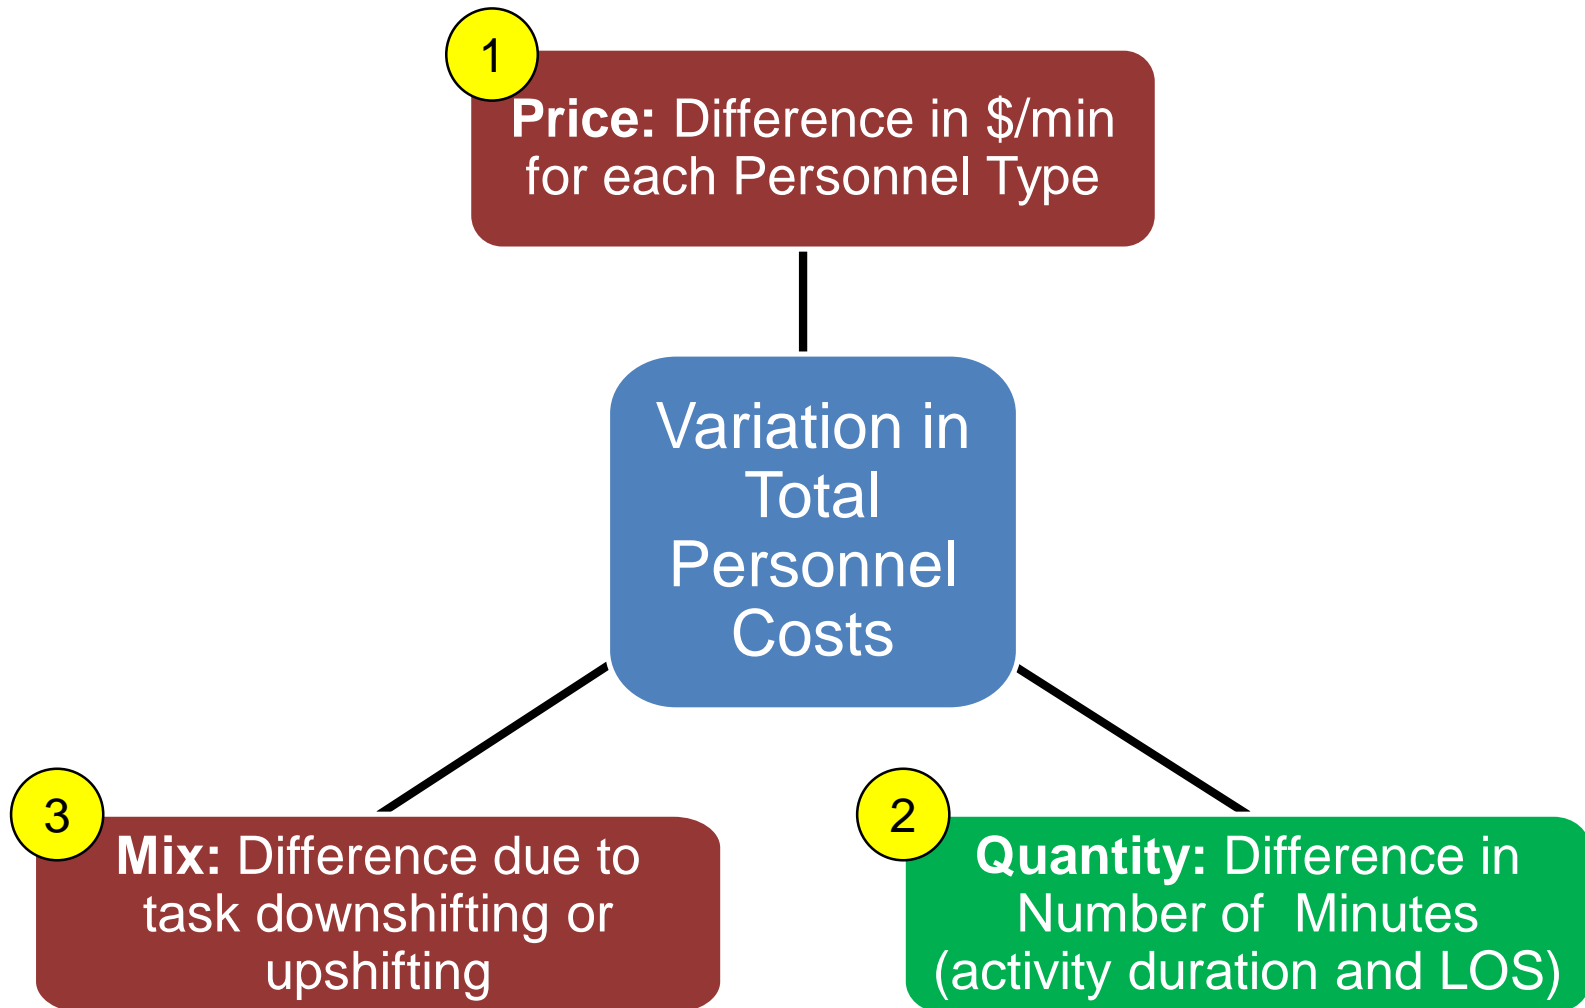 1
Price: Difference in $/min
for each Personnel Type
Variation in
Total
Personnel
Costs
3
Mix: Difference due to
task downshifting or
upshifting
2
Quantity: Difference in
Number of  Minutes
(activity duration and LOS)